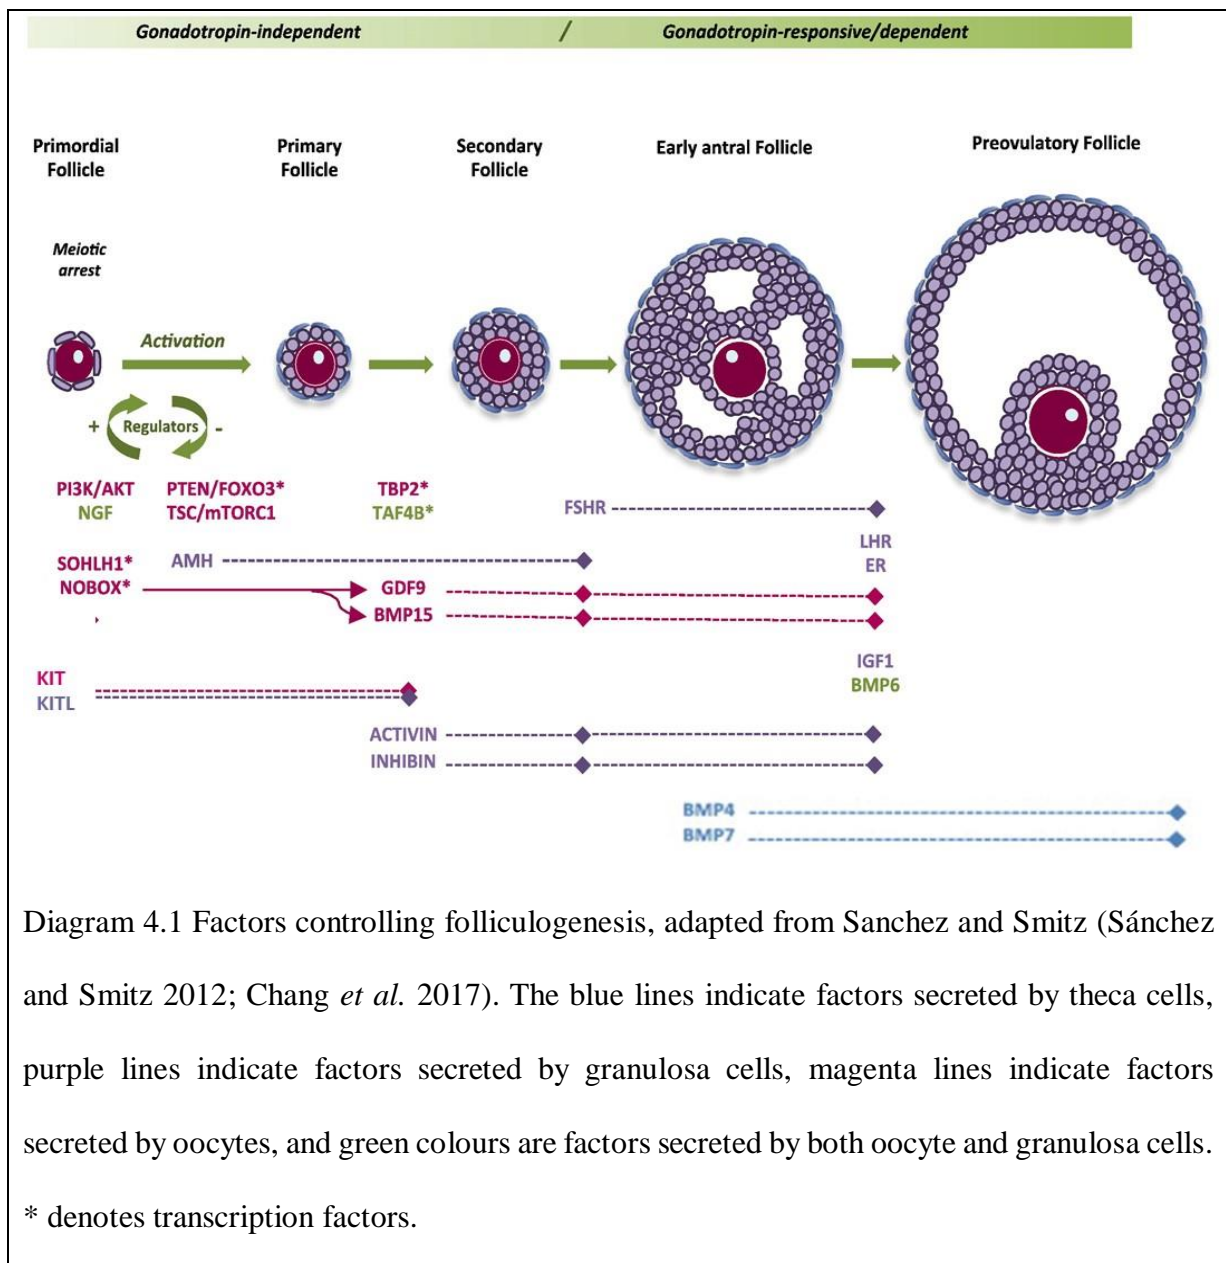 Gonadotropin-independent / Gonadotropin-responsive/dependent
Primordial Follicle
Primary Follicle
Secondary Follicle
Early antral Follicle
Preovulatory Follicle
Meiotic arrest
Activation
+ Regulators -
PI3K/AKT
NGF
PTEN/FOXO3*
TSC/mTORC1
TBP2*
TAF4B*
FSHR
LHR
ER
SOHLH1*
NOBOX*
AMH
GDF9
BMP15
IGF1
BMP6
KIT
KITL
ACTIVIN
INHIBIN
BMP4
BMP7
Diagram 4.1 Factors controlling folliculogenesis, adapted from Sanchez and Smitz (Sánchez
and Smitz 2012; Chang et al. 2017). The blue lines indicate factors secreted by theca cells,
purple lines indicate factors secreted by granulosa cells, magenta lines indicate factors
secreted by oocytes, and green colours are factors secreted by both oocyte and granulosa cells.
* denotes transcription factors.